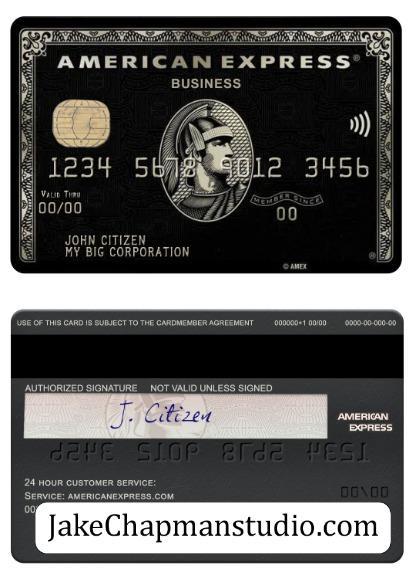 AMERICAN EXPRESS®
BUSINESS
1234 5678 9012 3456
VALID THRU
00/00
MEMBER SINCE
00
JOHN CITIZEN
MY BIG CORPORATION
®
© AMEX
USE OF THIS CARD IS SUBJECT TO THE CARDMEMBER AGREEMENT 000000+1 00/00 0000-00-000-00
AUTHORIZED SIGNATURE NOT VALID UNLESS SIGNED
J. Citizen
AMERICAN
EXPRESS
24 HOUR CUSTOMER SERVICE:
SERVICE: AMERICANEXPRESS.COM
JakeChapmanstudio.com